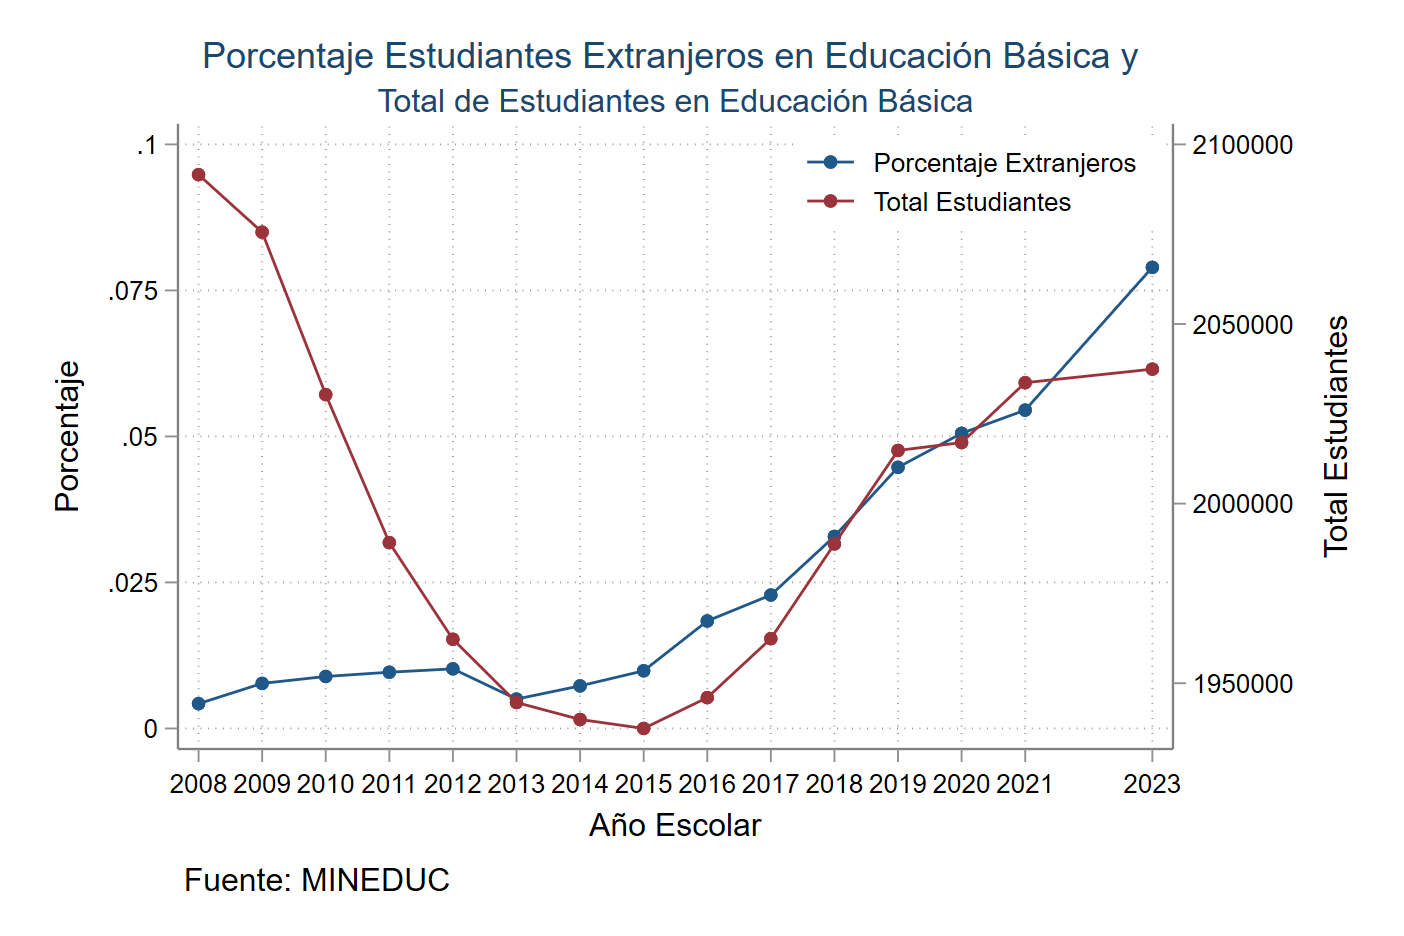 Porcentaje Estudiantes Extranjeros en Educación Básica y
Total de Estudiantes en Educación Básica
Porcentaje Extranjeros
Total Estudiantes
.1
.075
.05
.025
0
Porcentaje
2100000
2050000
2000000
1950000
Total Estudiantes
2008 2009 2010 2011 2012 2013 2014 2015 2016 2017 2018 2019 2020 2021 2023
Año Escolar
Fuente: MINEDUC